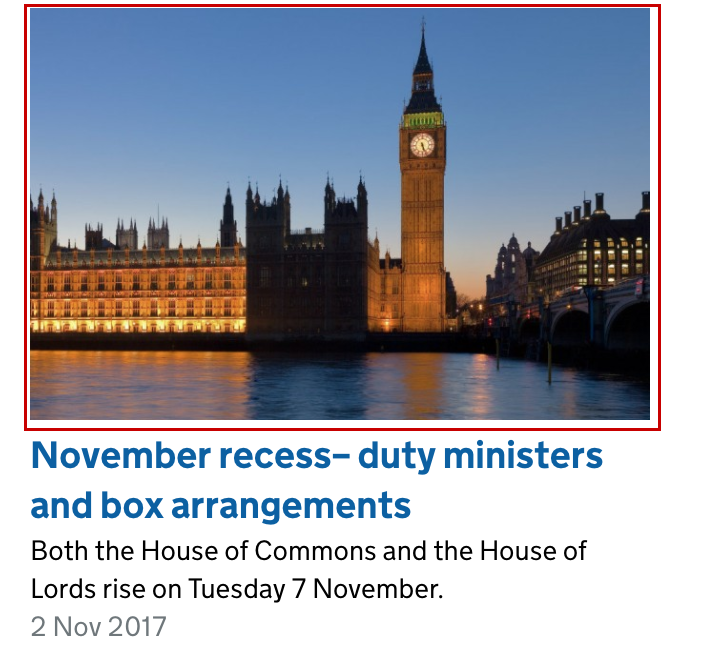 November recess– duty ministers
and box arrangements
Both the House of Commons and the House of
Lords rise on Tuesday 7 November.
2 Nov 2017